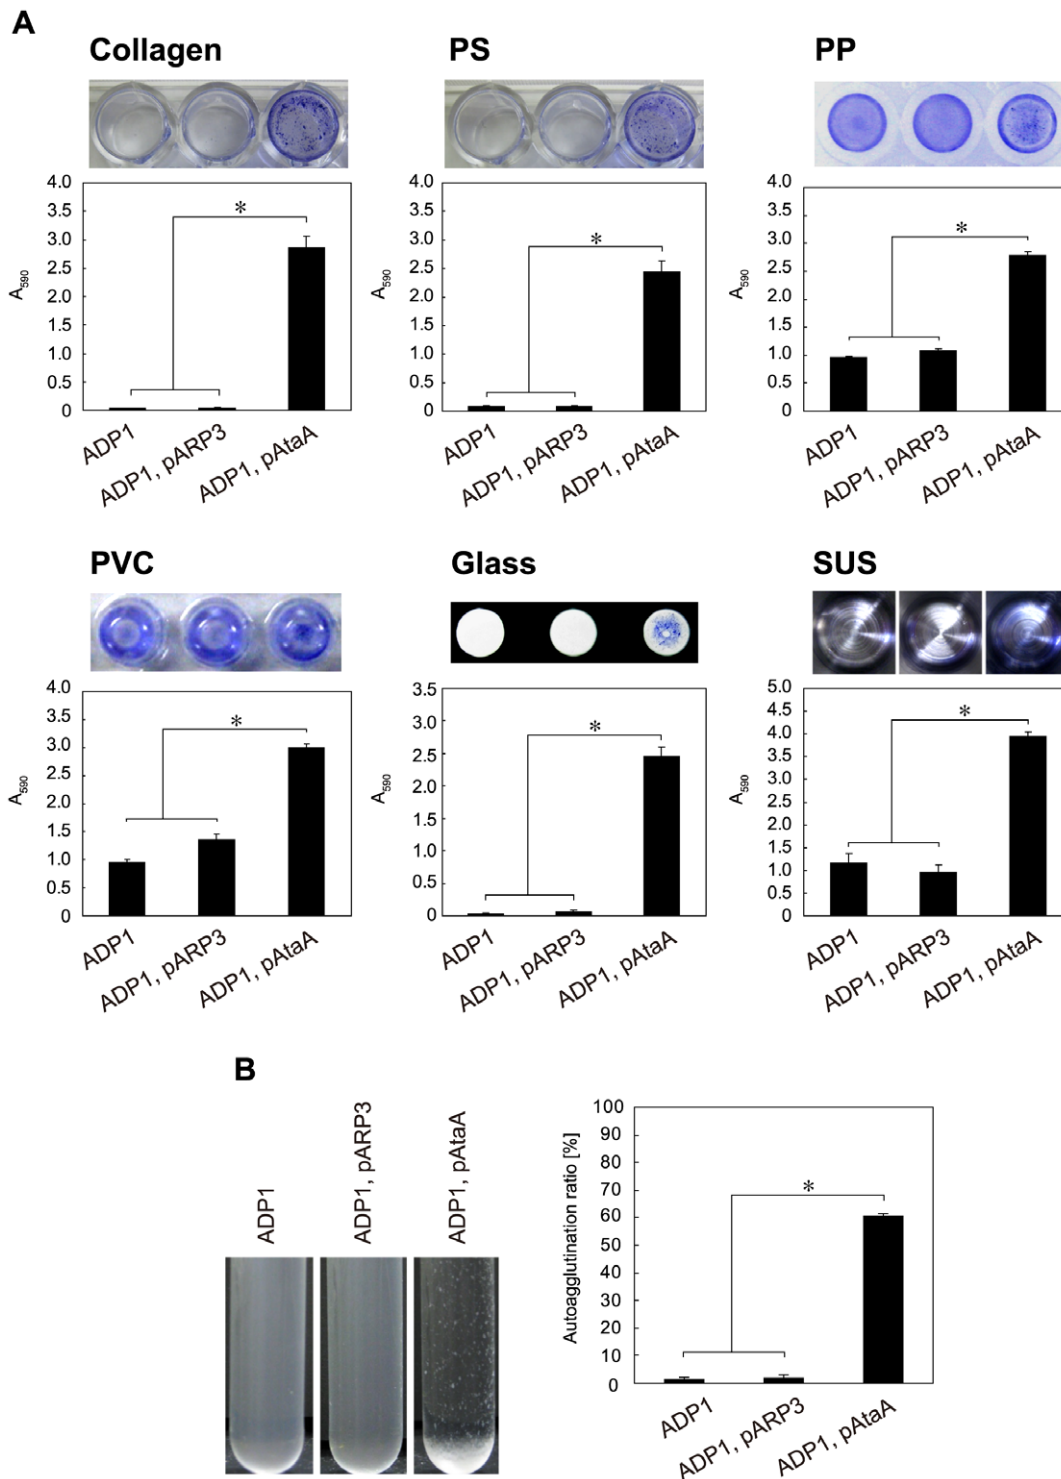 A
Collagen
PS
PP
4.0
3.5
3.0
2.5
2.0
1.5
1.0
0.5
0
A590
*
ADP1
ADP1, pARP3
ADP1, pAtaA
4.0
3.5
3.0
2.5
2.0
1.5
1.0
0.5
0
A590
*
ADP1
ADP1, pARP3
ADP1, pAtaA
4.0
3.5
3.0
2.5
2.0
1.5
1.0
0.5
0
A590
*
ADP1
ADP1, pARP3
ADP1, pAtaA
PVC
Glass
SUS
4.0
3.5
3.0
2.5
2.0
1.5
1.0
0.5
0
A590
*
ADP1
ADP1, pARP3
ADP1, pAtaA
3.5
3.0
2.5
2.0
1.5
1.0
0.5
0
A590
*
ADP1
ADP1, pARP3
ADP1, pAtaA
5.0
4.5
4.0
3.5
3.0
2.5
2.0
1.5
1.0
0.5
0
A590
*
ADP1
ADP1, pARP3
ADP1, pAtaA
B
ADP1
ADP1, pARP3
ADP1, pAtaA
100
90
80
70
60
50
40
30
20
10
0
Autoagglutination ratio [%]
*
ADP1
ADP1, pARP3
ADP1, pAtaA